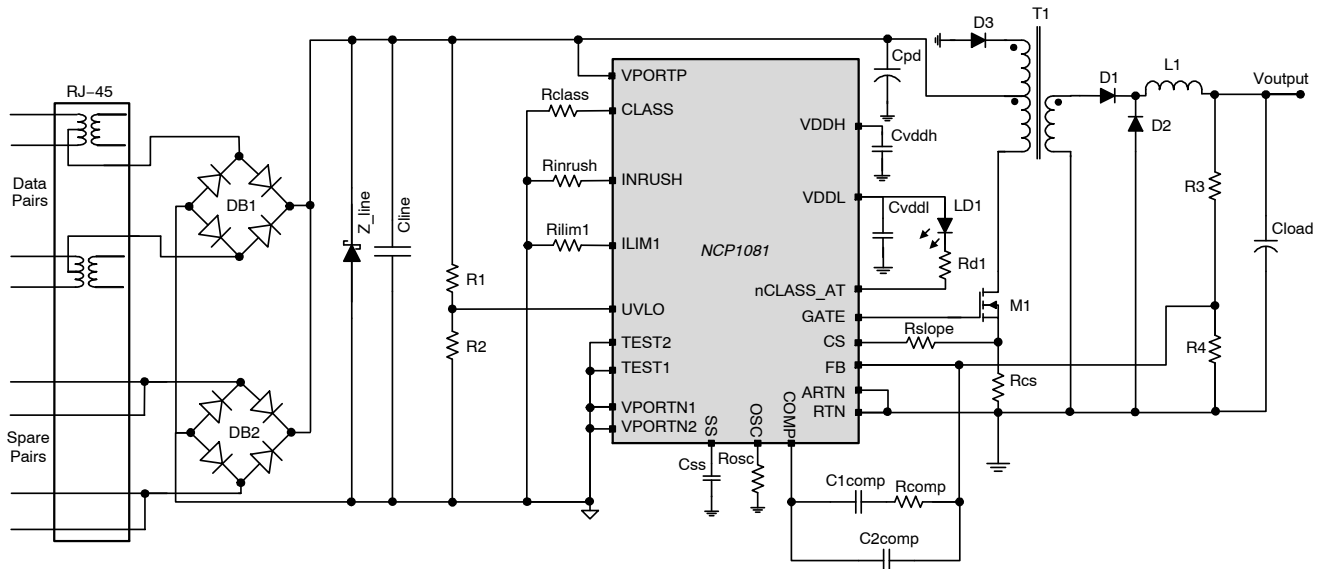 RJ–45
Data
Pairs
Spare
Pairs
DB1
DB2
Z_line
Cline
R1
R2
Rclass
Rinrush
Rilim1
VPORTP
CLASS
INRUSH
ILIM1
UVLO
TEST2
TEST1
VPORTN1
VPORTN2
NCP1081
VDDH
VDDL
nCLASS_AT
GATE
CS
FB
ARTN
RTN
SS
OSC
COMP
Css
Rosc
C1comp
Rcomp
C2comp
Cpd
Cvddh
Cvddl
LD1
Rd1
Rslope
Rcs
M1
D3
T1
D1
D2
L1
Voutput
R3
R4
Cload